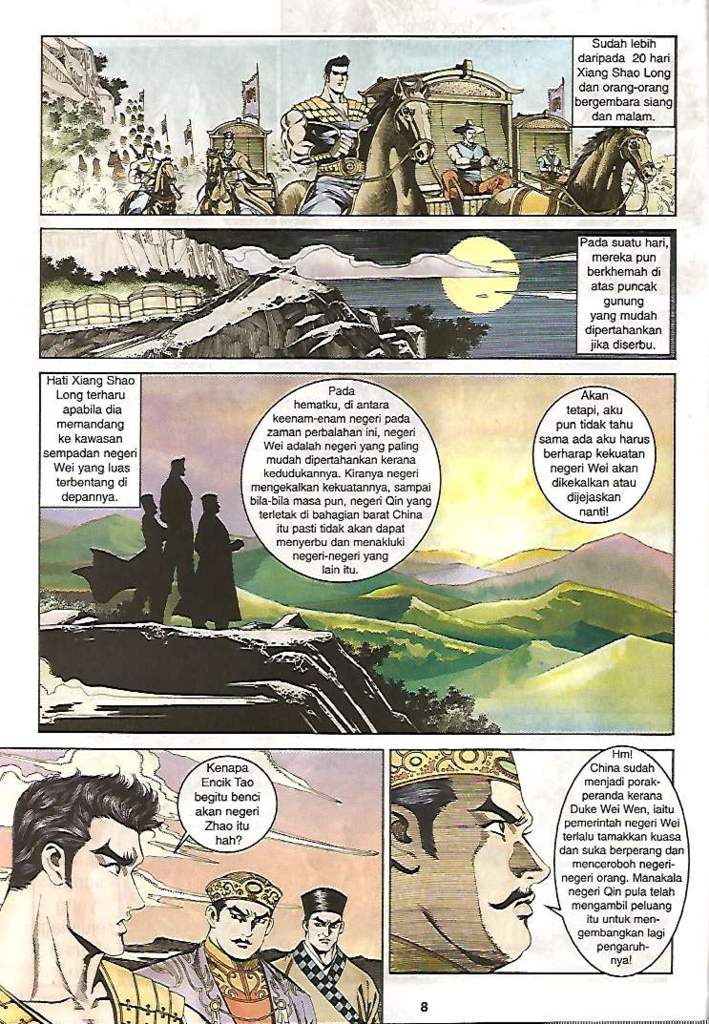 Sudah lebih
daripada 20 hari
Xiang Shao Long
dan orang-orang
bergembara siang
dan malam.
Pada suatu hari,
mereka pun
berkhemah di
atas puncak
gunung
yang mudah
dipertahankan
jika diserbu.
Hati Xiang Shao
Long terharu
apabila dia
memandang
ke kawasan
sempadan negeri
Wei yang luas
terbentang di
depannya.
Pada
hematku, di antara
keenam-enam negeri pada
zaman perbalahan ini, negeri
Wei adalah negeri yang paling
mudah dipertahankan kerana
kedudukannya. Kiranya negeri
mengekalkan kekuatannya, sampai
bila-bila masa pun, negeri Qin yang
terletak di bahagian barat China
itu pasti tidak akan dapat
menyerbu dan menakluki
negeri-negeri yang
lain itu.
Akan
tetapi, aku
pun tidak tahu
sama ada aku harus
berharap kekuatan
negeri Wei akan
dikekalkan atau
dijejaskan
nanti!
Kenapa
Encik Tao
begitu benci
akan negeri
Zhao itu
hah?
Hm!
China sudah
menjadi porak-
peranda kerana
Duke Wei Wen, iaitu
pemerintah negeri Wei
terlalu tamakkan kuasa
dan suka berperang dan
menceroboh negeri-
negeri orang. Manakala
negeri Qin pula telah
mengambil peluang
itu untuk men-
gembangkan lagi
pengaruh-
nya!
8